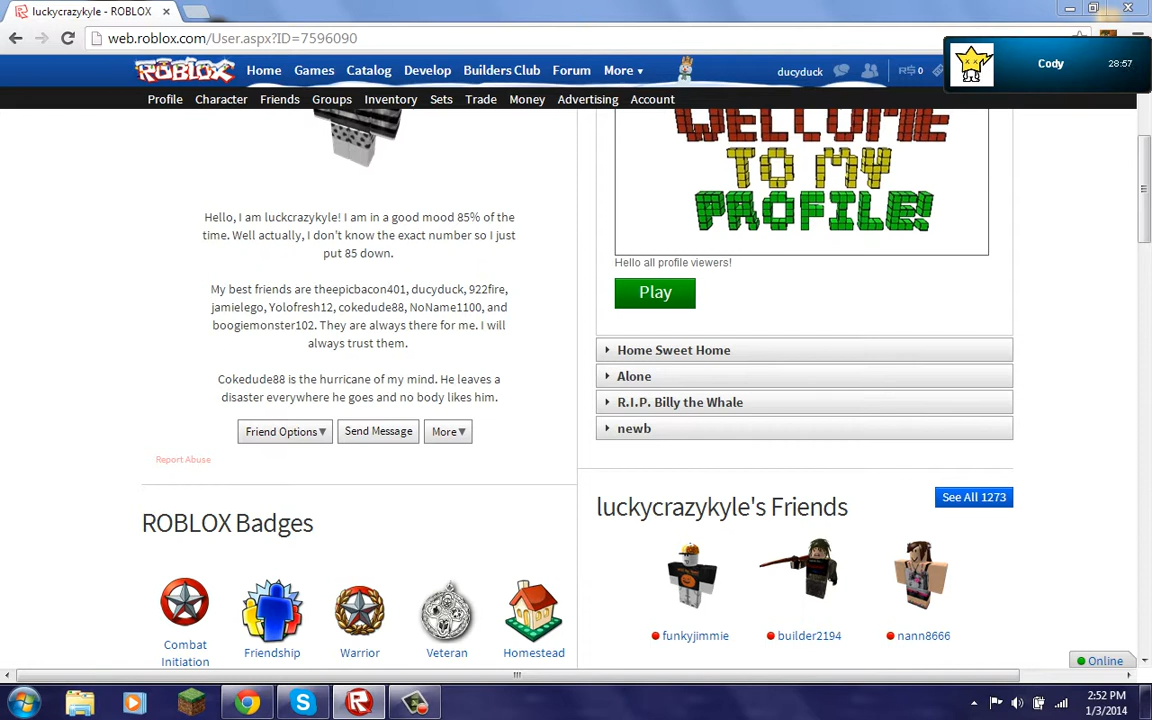 luckycrazykyle - ROBLOX
web.roblox.com/User.aspx?ID=7596090
ROBLOX Home Games Catalog Develop Builders Club Forum More ducyduck R$ 0
Cody 28:57
Profile Character Friends Groups Inventory Sets Trade Money Advertising Account
WELCOME
TO MY
PROFILE!
Hello, I am luckcrazykyle! I am in a good mood 85% of the
time. Well actually, I don't know the exact number so I just
put 85 down.
My best friends are theepicbacon401, ducyduck, 922fire,
jamielego, Yolofresh12, cokedude88, NoName1100, and
boogiemonster102. They are always there for me. I will
always trust them.
Cokedude88 is the hurricane of my mind. He leaves a
disaster everywhere he goes and no body likes him.
Friend Options Send Message More
Report Abuse
Hello all profile viewers!
Play
Home Sweet Home
Alone
R.I.P. Billy the Whale
newb
ROBLOX Badges
Combat
Initiation
Friendship
Warrior
Veteran
Homestead
luckycrazykyle's Friends
See All 1273
funkyjimmie
builder2194
nann8666
Online
2:52 PM
1/3/2014